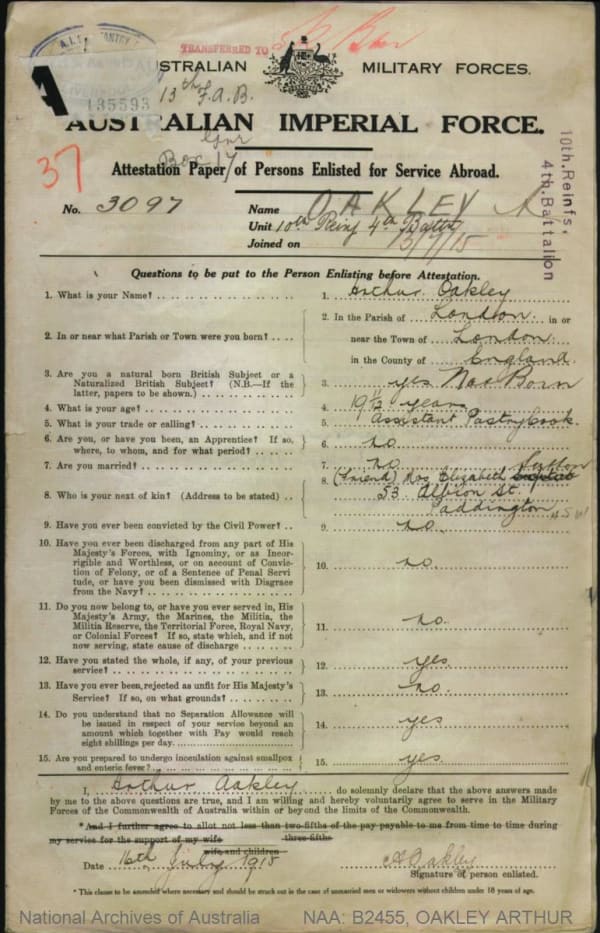 TRANSFERRED TO
A
135593
AUSTRALIAN MILITARY FORCES.
13th F.A.B.
AUSTRALIAN IMPERIAL FORCE.
Gnr
Box 17
37
Attestation Paper of Persons Enlisted for Service Abroad.
10th. Reinfs,
4th. Battalion
No. 3097
Name OAKLEY A
Unit 10th Reinf 4th Battn
Joined on 13/7/15
Questions to be put to the Person Enlisting before Attestation.
1. What is your Name? 1. Arthur Oakley
2. In or near what Parish or Town were you born? 2. In the Parish of London in or
near the Town of London
in the County of England
3. Are you a natural born British Subject or a
Naturalized British Subject? (N.B.—If the
latter, papers to be shown.) 3. yes Nat Born
4. What is your age? 4. 19 1/2 years
5. What is your trade or calling? 5. Assistant Pastrycook.
6. Are you, or have you been, an Apprentice? If so,
where, to whom, and for what period? 6. no
7. Are you married? 7. no
8. Who is your next of kin? (Address to be stated) 8. (Friend) Mrs Elizabeth Sutton
53 Albion St.
Paddington N S W
9. Have you ever been convicted by the Civil Power? 9. no
10. Have you ever been discharged from any part of His
Majesty's Forces, with Ignominy, or as Incor-
rigible and Worthless, or on account of Convic-
tion of Felony, or of a Sentence of Penal Servi
tude, or have you been Dismissed with Disgrace
from the Navy? 10. no
11. Do you now belong to, or have you ever served in, His
Majesty's Army, the Marines, the Militia, the
Militia Reserve, the Territorial Force, Royal Navy,
or Colonial Forces? If so, state which, and if not
now serving, state cause of discharge 11. no.
12. Have you stated the whole, if any, of your previous
service? 12. yes
13. Have you ever been rejected as unfit for His Majesty's
Service? If so, on what grounds? 13. no.
14. Do you understand that no Separation Allowance will
be issued in respect of your service beyond an
amount which together with Pay would reach
eight shillings per day. 14. yes
15. Are you prepared to undergo inoculation against smallpox
and enteric fever? 15. yes.
I, Arthur Oakley do solemnly declare that the above answers made
by me to the above questions are true, and I am willing and hereby voluntarily agree to serve in the Military
Forces of the Commonwealth of Australia within or beyond the limits of the Commonwealth.
*And I further agree to allot not less than two-fifths of the pay payable to me from time to time during
three-fifths
my service for the support of my wife
wife and children
Date 16th July 1915
A Oakley
Signature of person enlisted.
*This clause to be amended where necessary and should be struck out in the case of unmarried men or widowers without children under 18 years of age.
National Archives of Australia NAA: B2455, OAKLEY ARTHUR